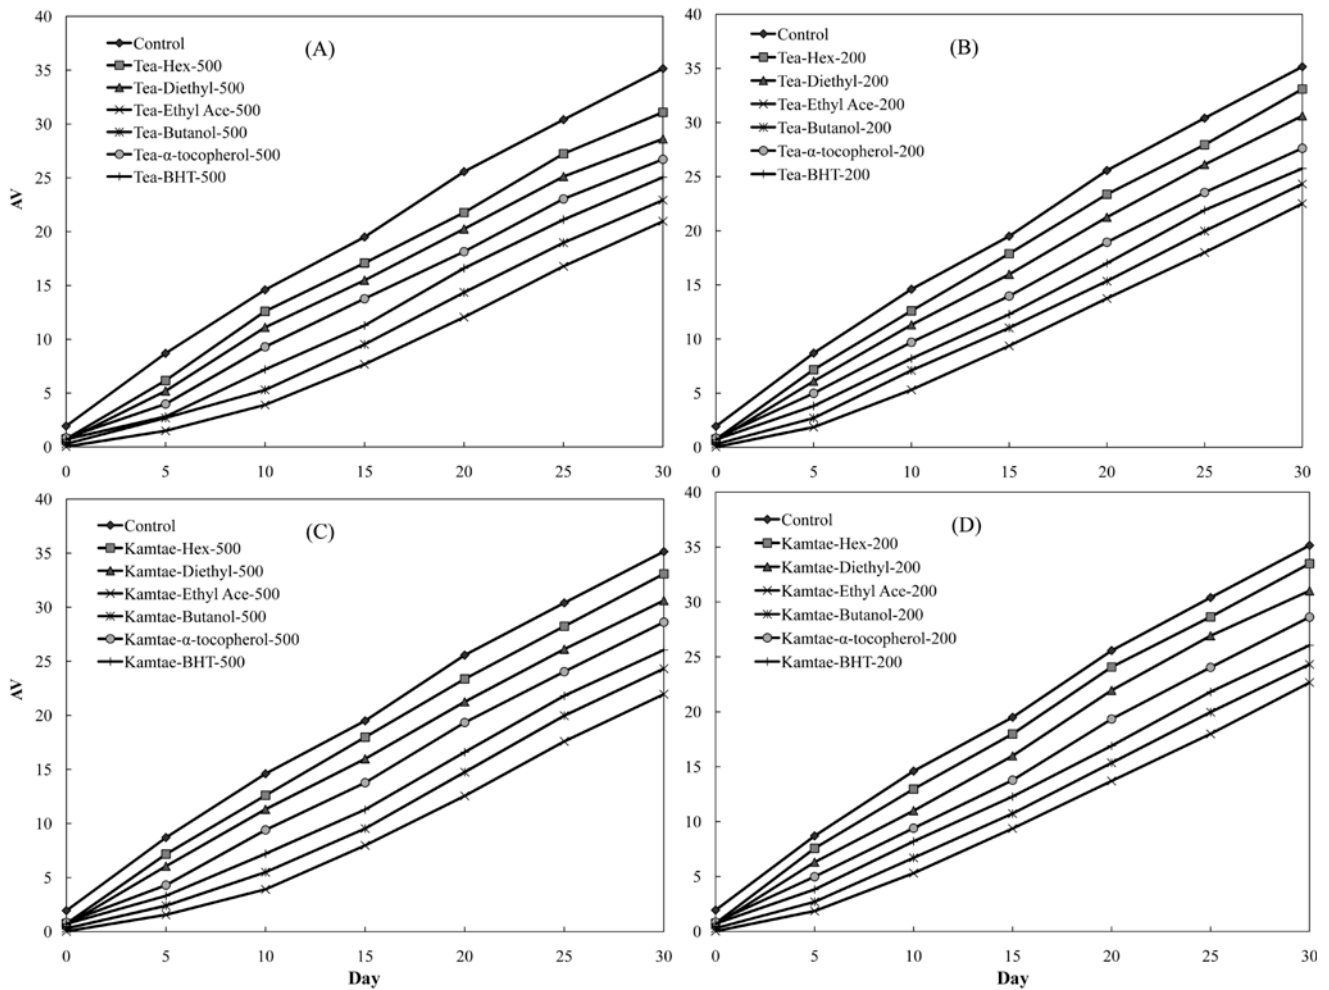 (A)
40
35
30
25
20
15
10
5
0
AV
Control
Tea-Hex-500
Tea-Diethyl-500
Tea-Ethyl Ace-500
Tea-Butanol-500
Tea-α-tocopherol-500
Tea-BHT-500
0 5 10 15 20 25 30
(B)
40
35
30
25
20
15
10
5
0
Control
Tea-Hex-200
Tea-Diethyl-200
Tea-Ethyl Ace-200
Tea-Butanol-200
Tea-α-tocopherol-200
Tea-BHT-200
0 5 10 15 20 25 30
(C)
40
35
30
25
20
15
10
5
0
AV
Control
Kamtae-Hex-500
Kamtae-Diethyl-500
Kamtae-Ethyl Ace-500
Kamtae-Butanol-500
Kamtae-α-tocopherol-500
Kamtae-BHT-500
0 5 10 15 20 25 30
Day
(D)
40
35
30
25
20
15
10
5
0
Control
Kamtae-Hex-200
Kamtae-Diethyl-200
Kamtae-Ethyl Ace-200
Kamtae-Butanol-200
Kamtae-α-tocopherol-200
Kamtae-BHT-200
0 5 10 15 20 25 30
Day